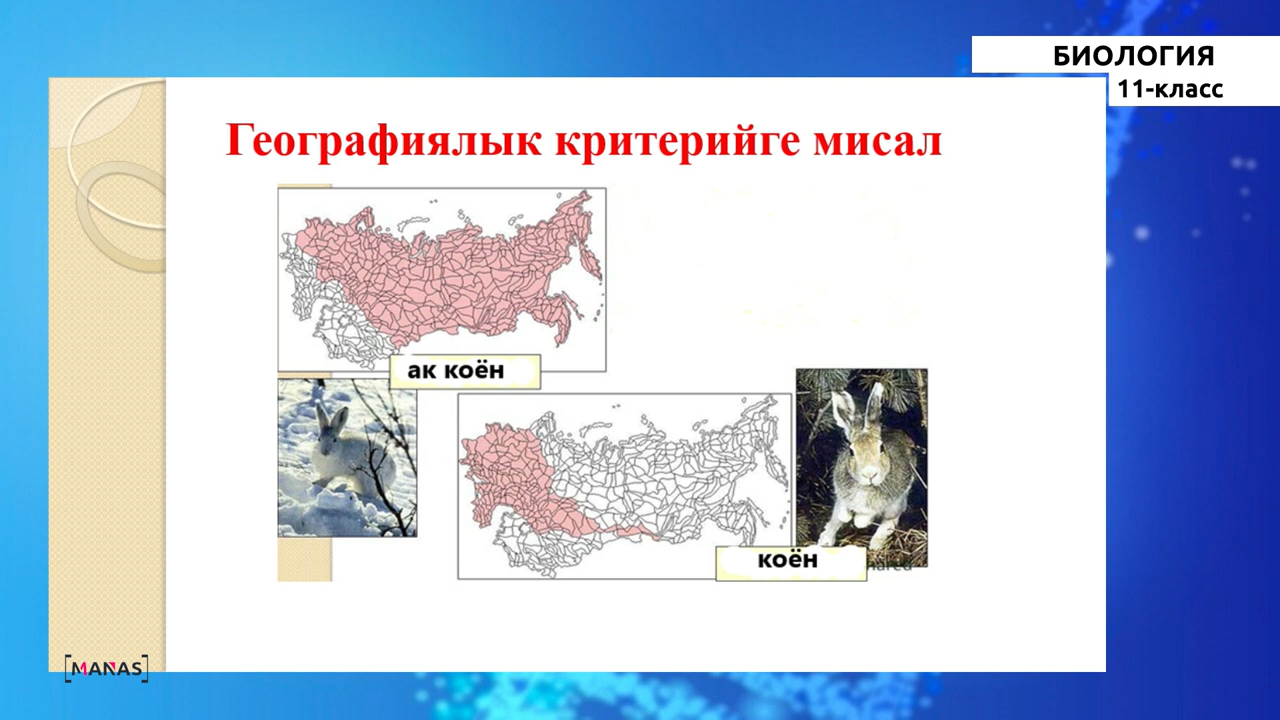 БИОЛОГИЯ
11-класс
Географиялык критерийге мисал
ак коён
коён
[MANAS]